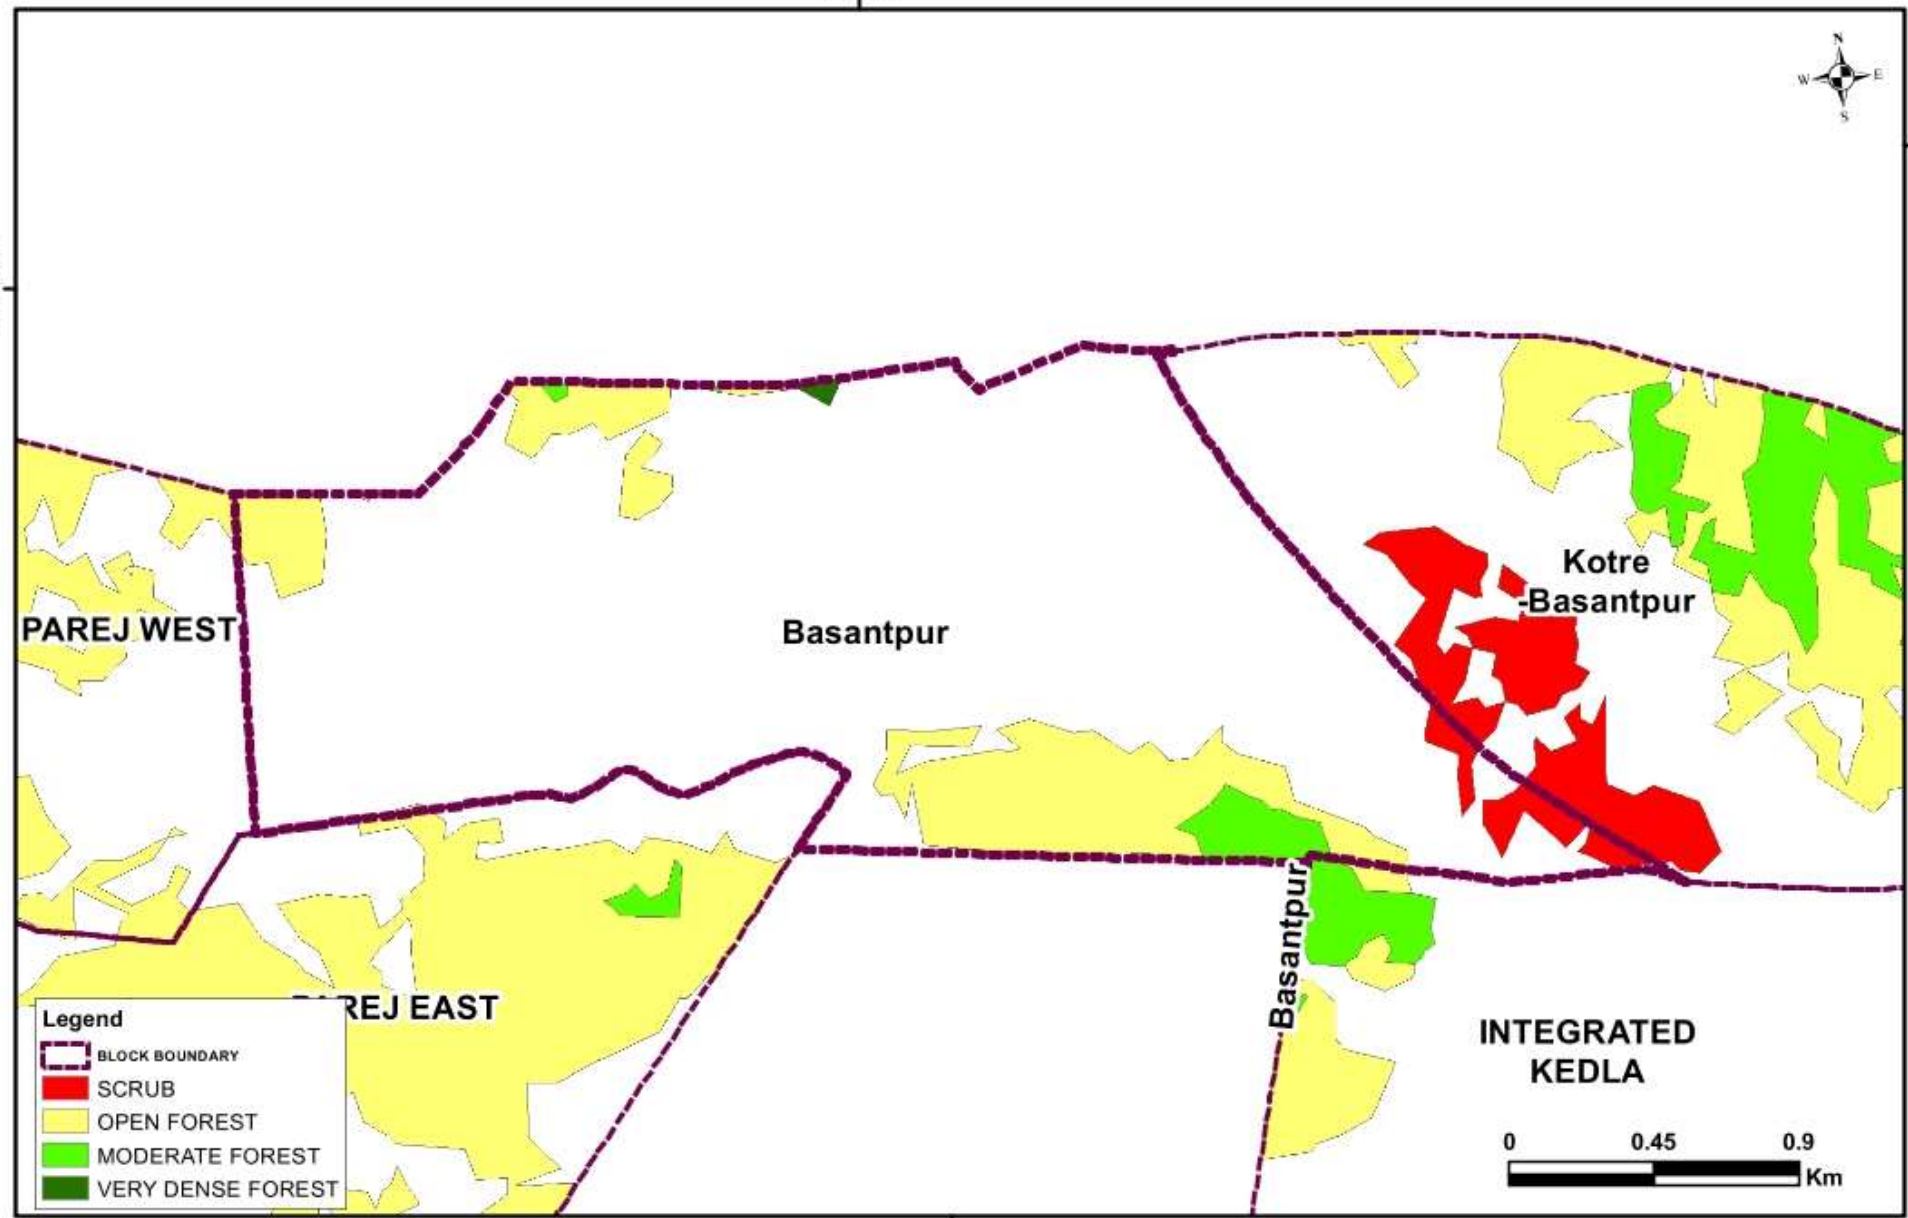 N
W E
S
Kotre
-Basantpur
PAREJ WEST
Basantpur
Basantpur
REJ EAST
INTEGRATED
KEDLA
Legend
BLOCK BOUNDARY
SCRUB
OPEN FOREST
MODERATE FOREST
VERY DENSE FOREST
0 0.45 0.9
Km